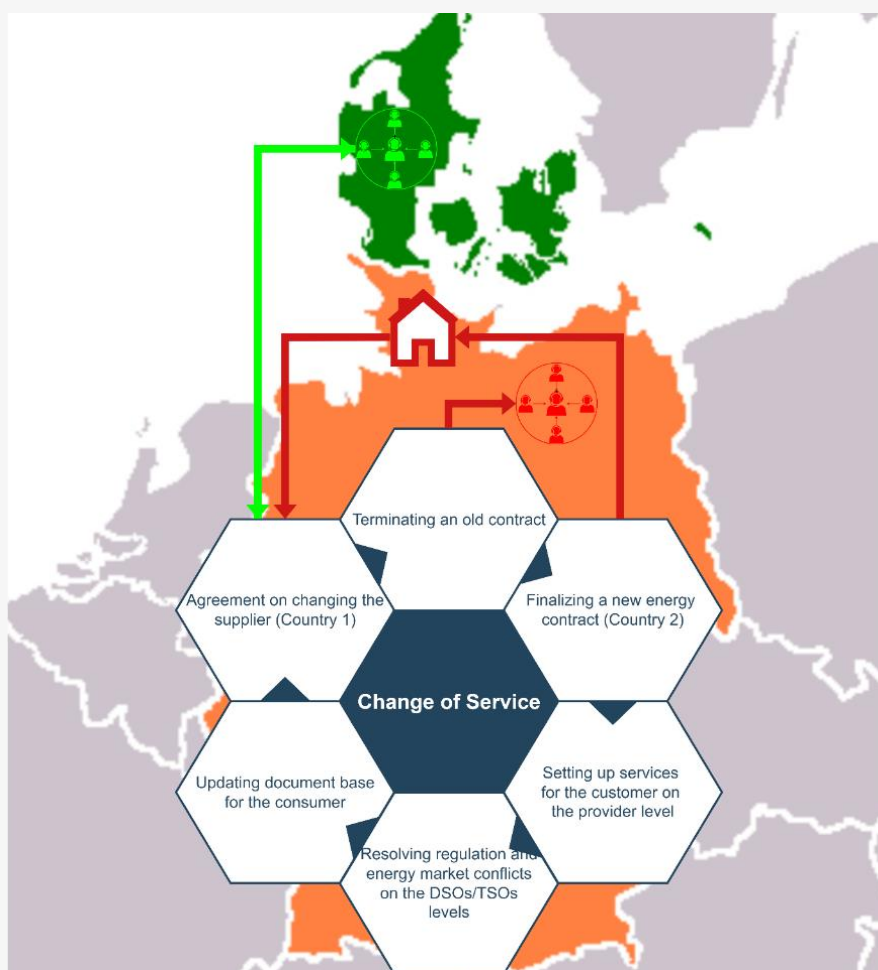 Terminating an old contract
Agreement on changing the
supplier (Country 1)
Finalizing a new energy
contract (Country 2)
Change of Service
Updating document base
for the consumer
Setting up services
for the customer on
the provider level
Resolving regulation and
energy market conflicts
on the DSOs/TSOs
levels